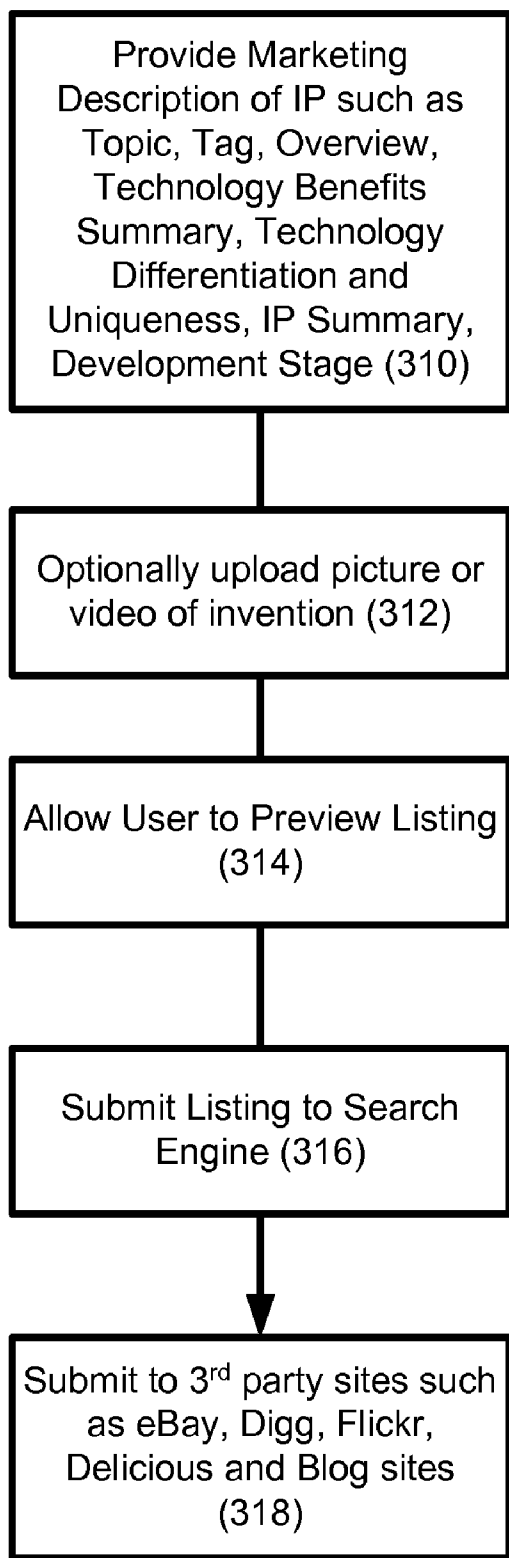 Provide Marketing
Description of IP such as
Topic, Tag, Overview,
Technology Benefits
Summary, Technology
Differentiation and
Uniqueness, IP Summary,
Development Stage (310)
Optionally upload picture or
video of invention (312)
Allow User to Preview Listing
(314)
Submit Listing to Search
Engine (316)
Submit to 3rd party sites such
as eBay, Digg, Flickr,
Delicious and Blog sites
(318)